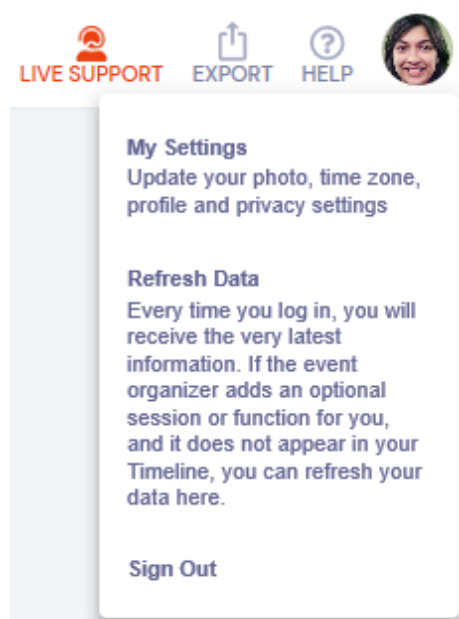 LIVE SUPPORT EXPORT HELP
My Settings
Update your photo, time zone,
profile and privacy settings
Refresh Data
Every time you log in, you will
receive the very latest
information. If the event
organizer adds an optional
session or function for you,
and it does not appear in your
Timeline, you can refresh your
data here.
Sign Out